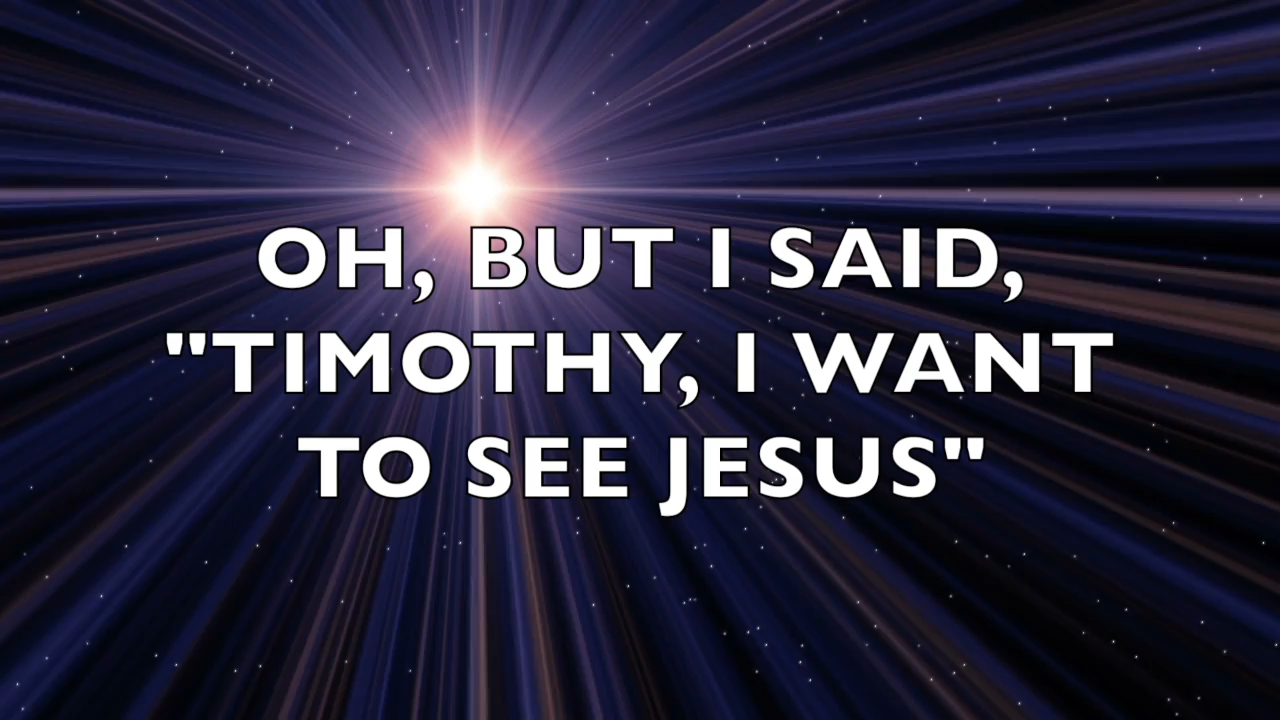 OH, BUT I SAID,
"TIMOTHY, I WANT
TO SEE JESUS"